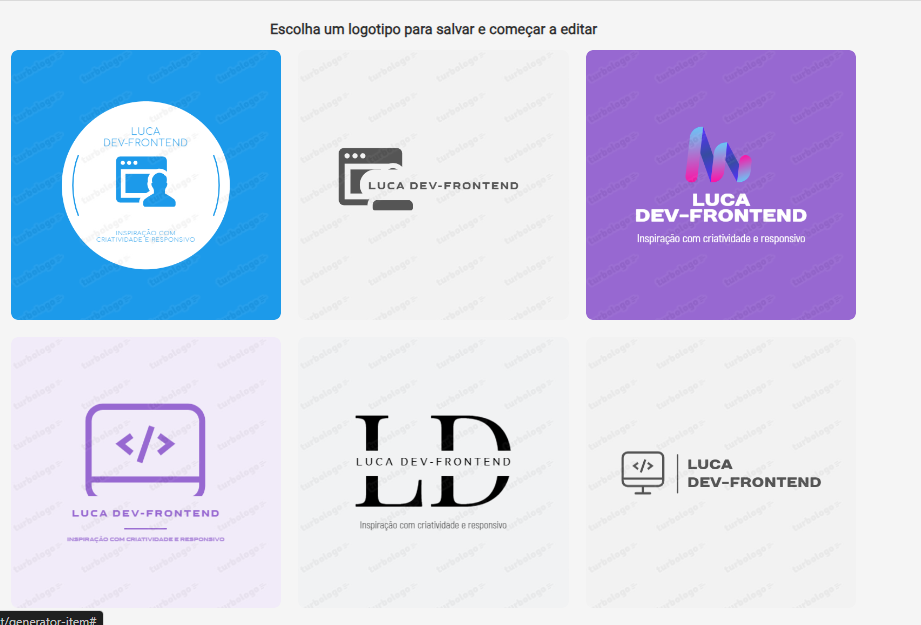 Escolha um logotipo para salvar e começar a editar
LUCA
DEV-FRONTEND
INSPIRAÇÃO COM
CRIATIVIDADE E RESPONSIVO
LUCA DEV-FRONTEND
LUCA
DEV-FRONTEND
Inspiração com criatividade e responsivo
</>
LUCA DEV-FRONTEND
INSPIRAÇÃO COM CRIATIVIDADE E RESPONSIVO
LD
LUCA DEV-FRONTEND
Inspiração com criatividade e responsivo
</>
LUCA
DEV-FRONTEND
t/generator-item#
turbologo